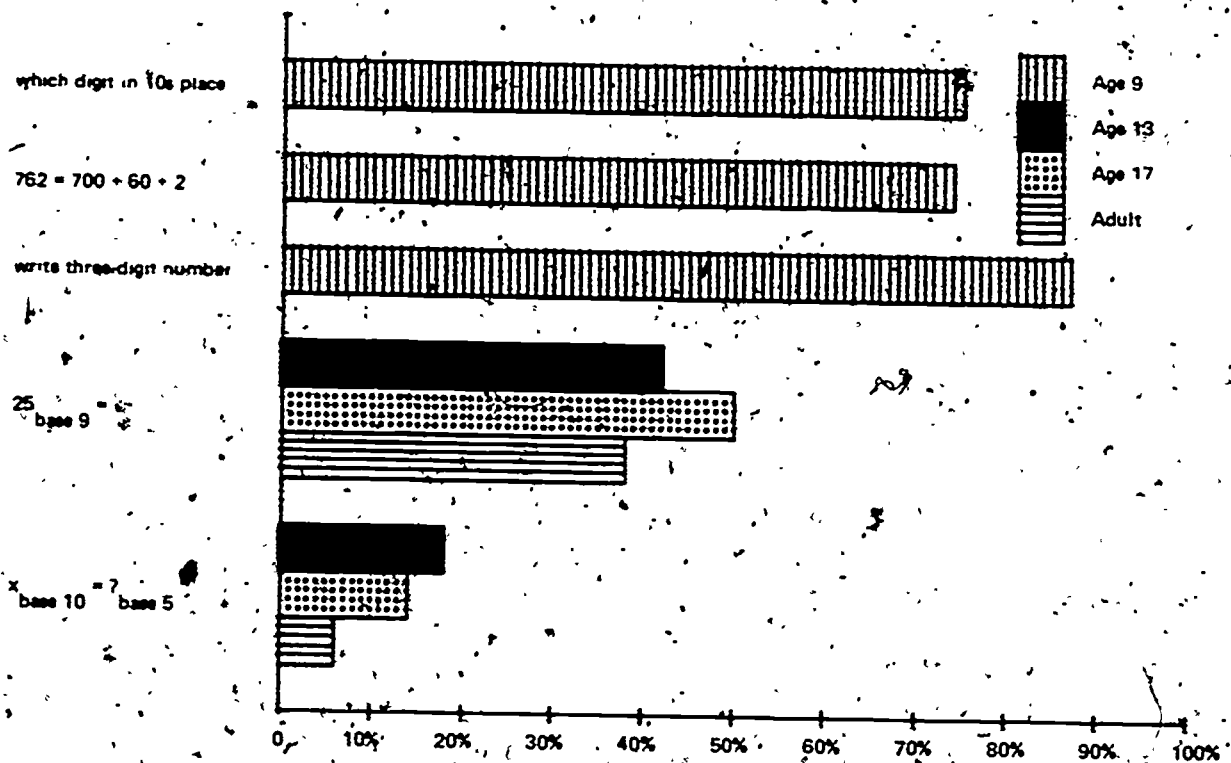 which digit in 10s place
762 = 700 + 60 + 2
write three-digit number
25 base 9 =
x base 10 = ? base 5
Age 9
Age 13
Age 17
Adult
0 10% 20% 30% 40% 50% 60% 70% 80% 90% 100%